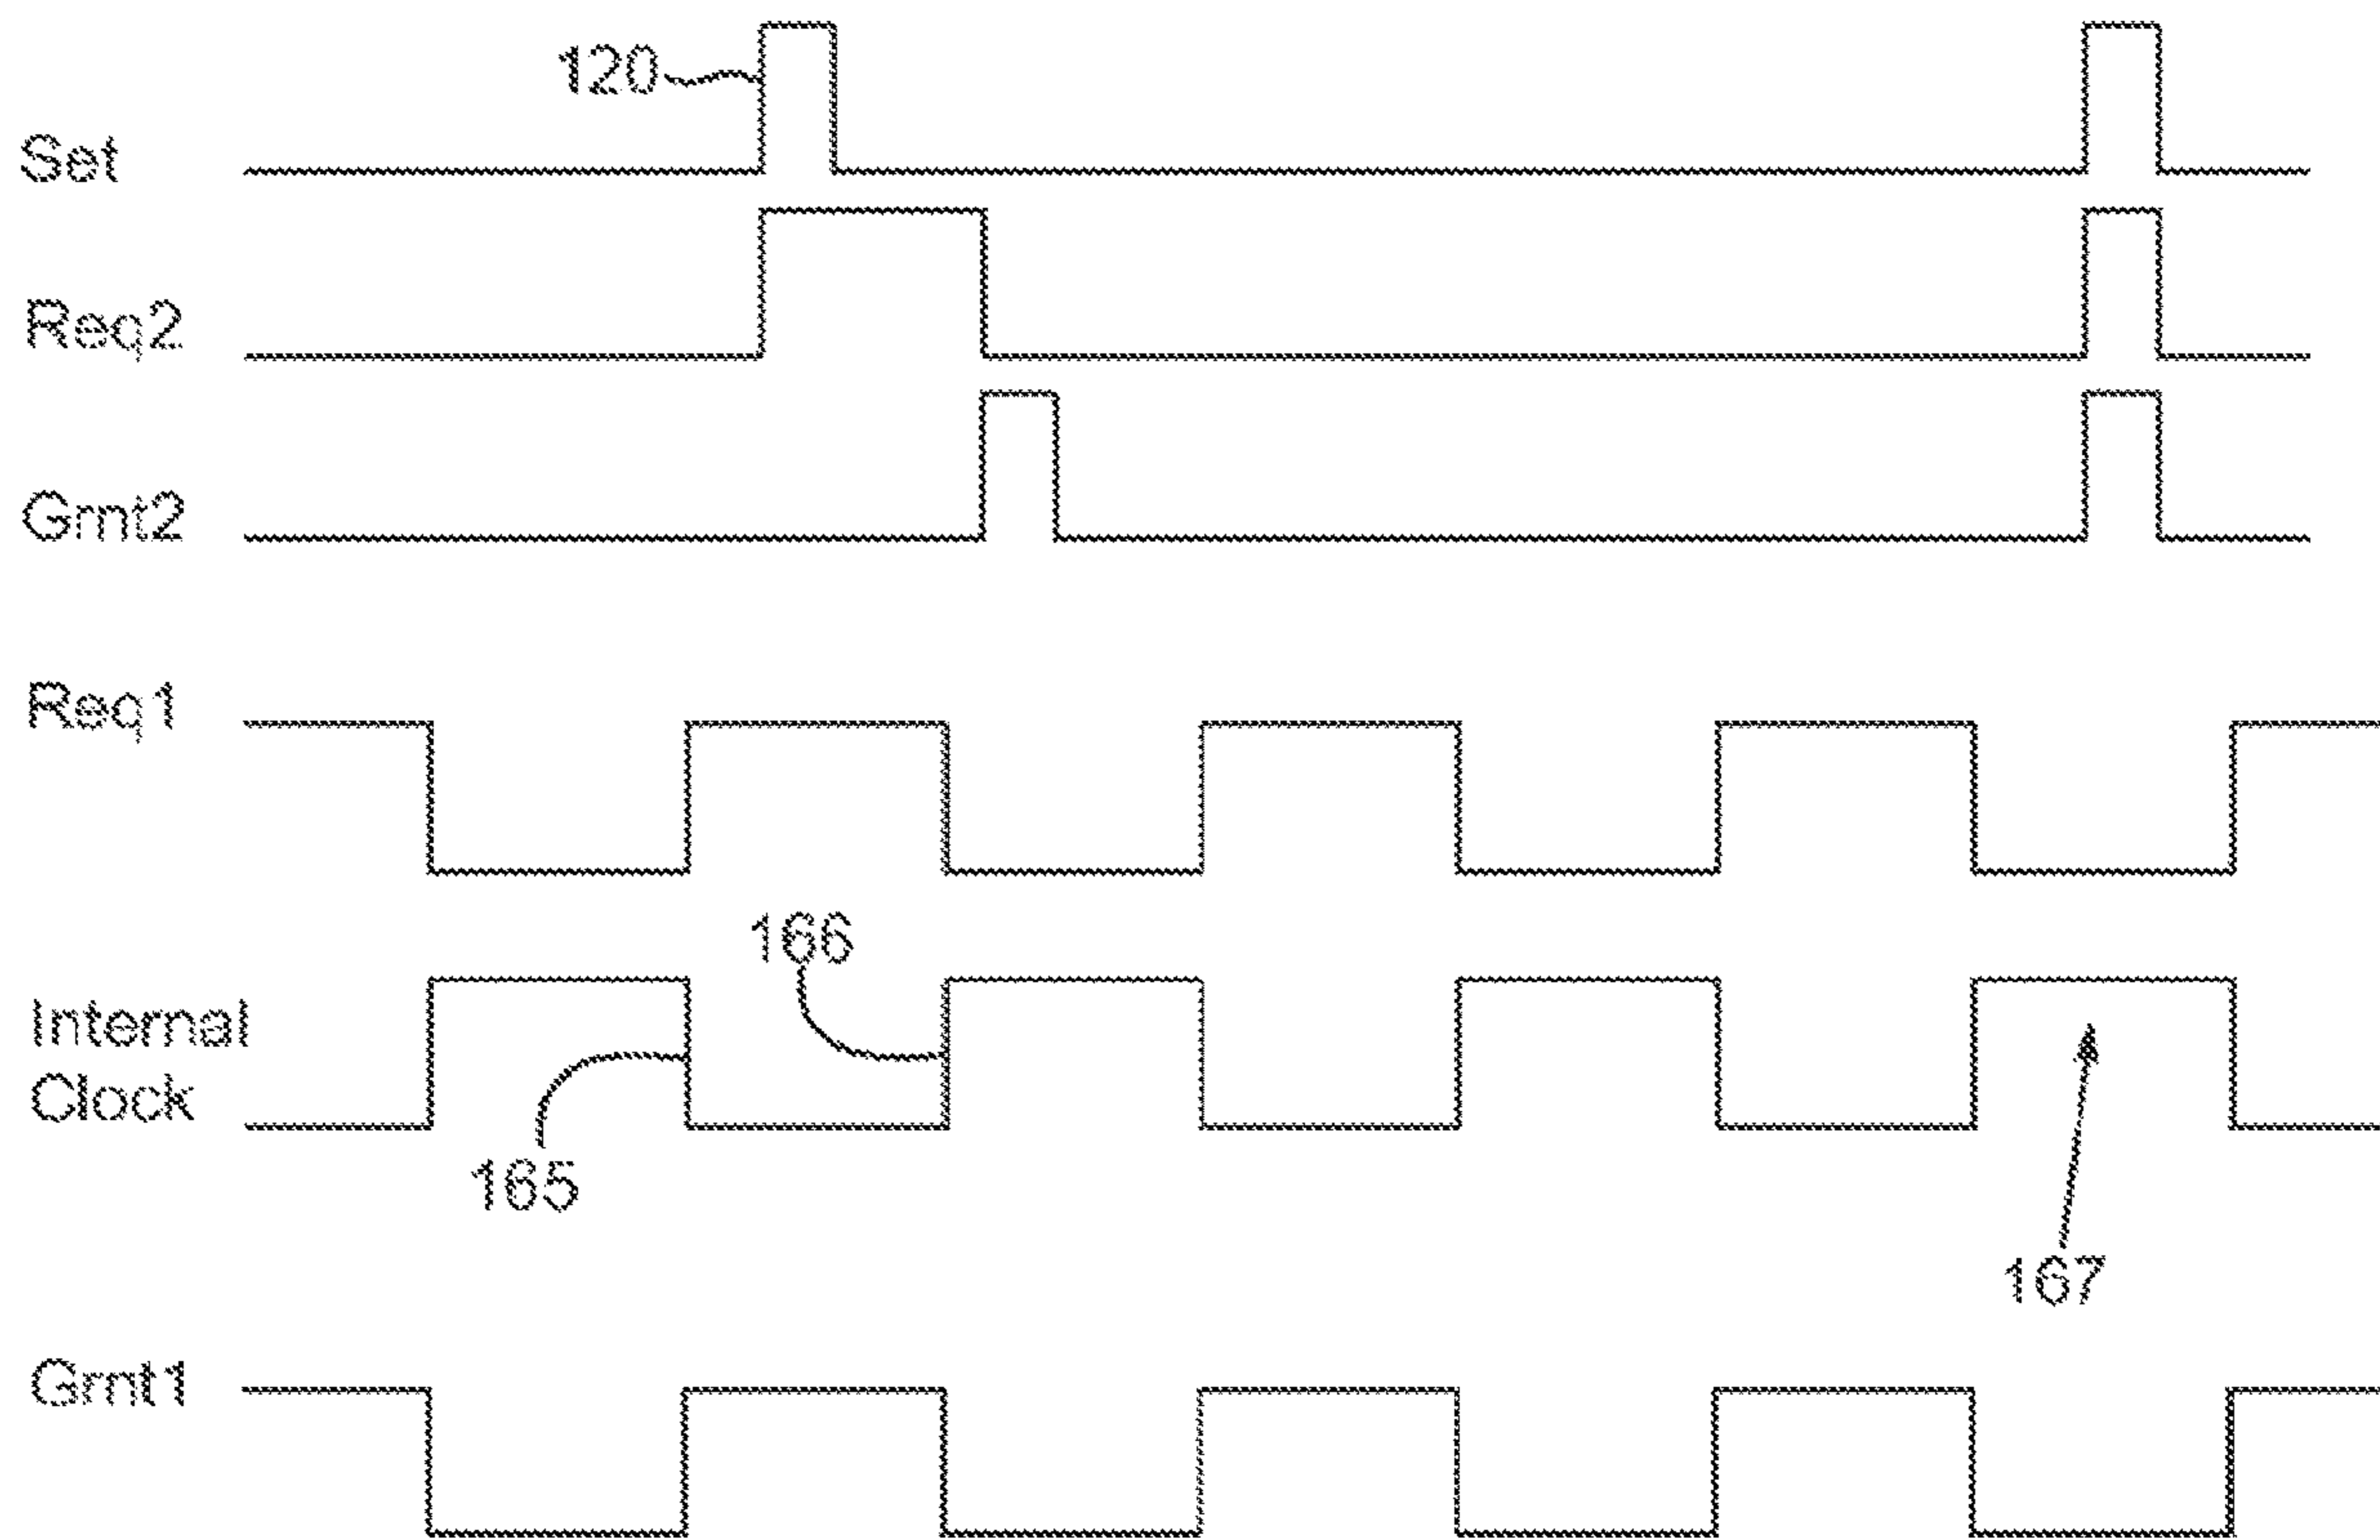 120
Set
Req2
Grnt2
Req1
166
Internal
Clock
165
167
Grnt1